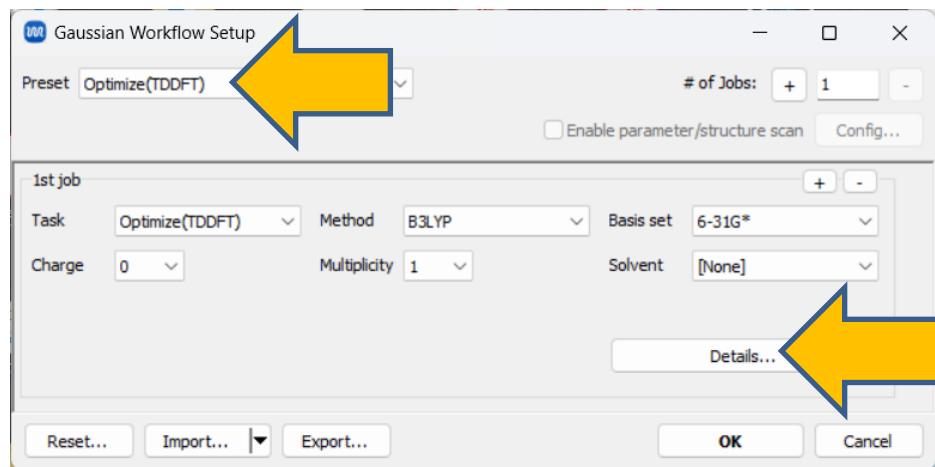 Gaussian Workflow Setup
Preset Optimize(TDDFT) # of Jobs: + 1 -
Enable parameter/structure scan Config...
1st job + -
Task Optimize(TDDFT) Method B3LYP Basis set 6-31G*
Charge 0 Multiplicity 1 Solvent [None]
Details...
Reset... Import... Export... OK Cancel